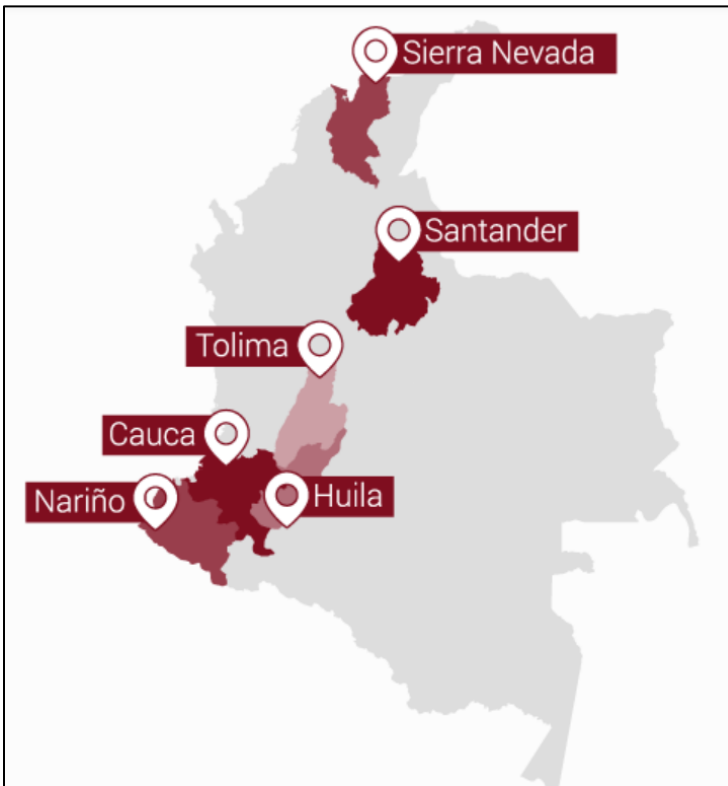 Sierra Nevada
Santander
Tolima
Cauca
Nariño
Huila